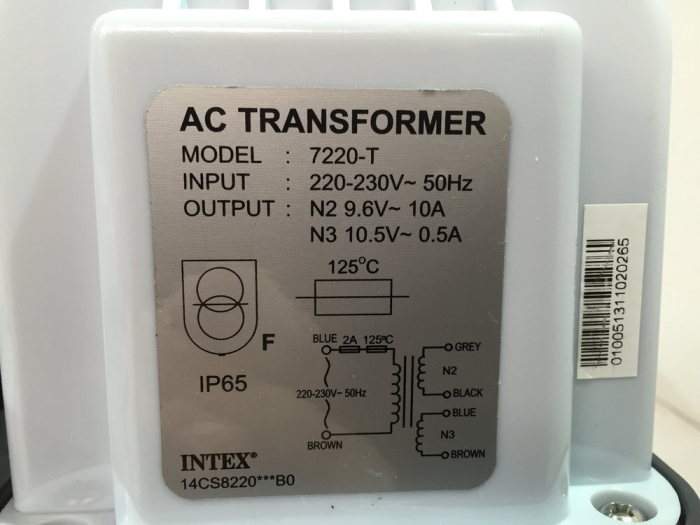 AC TRANSFORMER
MODEL : 7220-T
INPUT : 220-230V~ 50Hz
OUTPUT : N2 9.6V~ 10A
N3 10.5V~ 0.5A
125°C
F
IP65
BLUE 2A 125ºC
GREY
N2
220-230V~ 50Hz
BLACK
BLUE
N3
BROWN
BROWN
INTEX®
14CS8220***B0
010051311020265